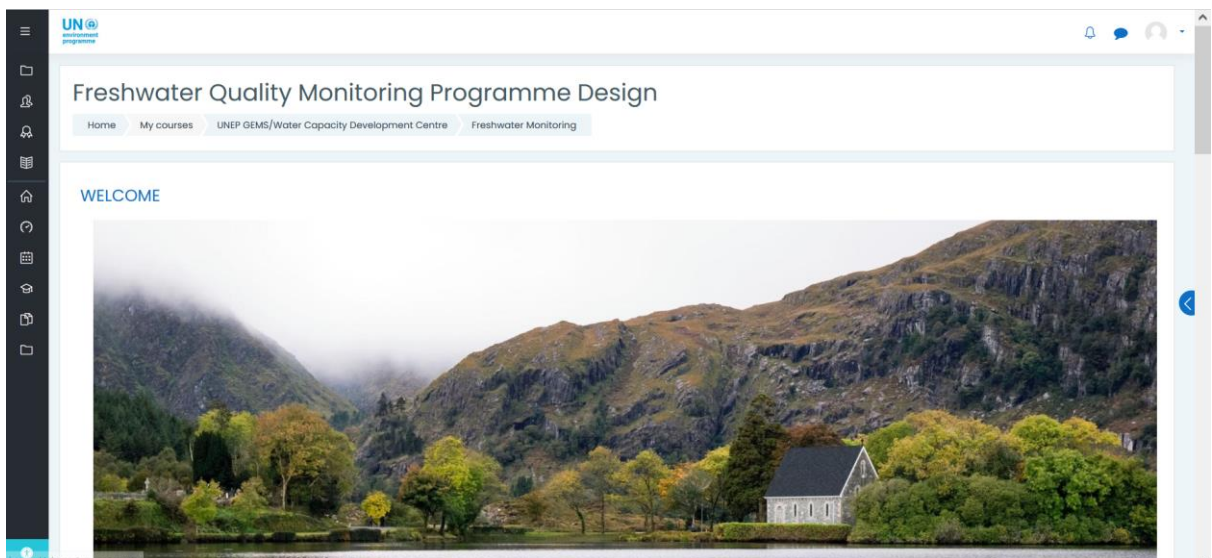 UN
environment
programme
Freshwater Quality Monitoring Programme Design
Home My courses UNEP GEMS/Water Capacity Development Centre Freshwater Monitoring
WELCOME